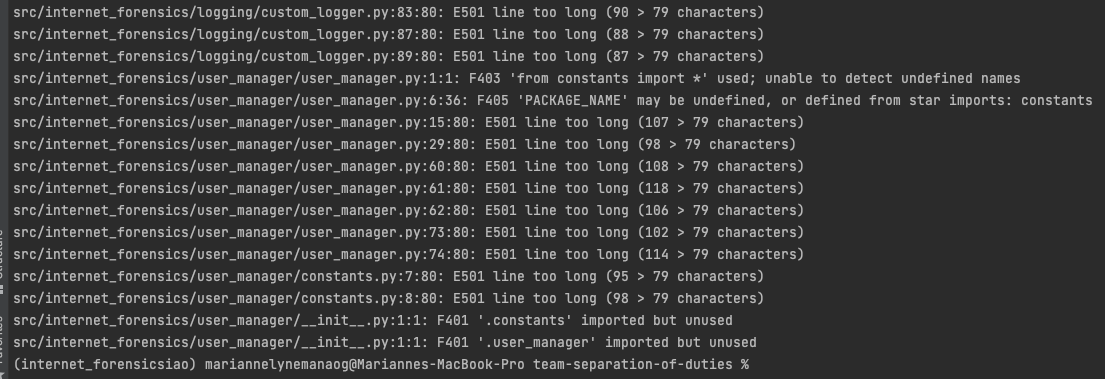 src/internet_forensics/logging/custom_logger.py:83:80: E501 line too long (90 > 79 characters)
src/internet_forensics/logging/custom_logger.py:87:80: E501 line too long (88 > 79 characters)
src/internet_forensics/logging/custom_logger.py:89:80: E501 line too long (87 > 79 characters)
src/internet_forensics/user_manager/user_manager.py:1:1: F403 'from constants import *' used; unable to detect undefined names
src/internet_forensics/user_manager/user_manager.py:6:36: F405 'PACKAGE_NAME' may be undefined, or defined from star imports: constants
src/internet_forensics/user_manager/user_manager.py:15:80: E501 line too long (107 > 79 characters)
src/internet_forensics/user_manager/user_manager.py:29:80: E501 line too long (98 > 79 characters)
src/internet_forensics/user_manager/user_manager.py:60:80: E501 line too long (108 > 79 characters)
src/internet_forensics/user_manager/user_manager.py:61:80: E501 line too long (118 > 79 characters)
src/internet_forensics/user_manager/user_manager.py:62:80: E501 line too long (106 > 79 characters)
src/internet_forensics/user_manager/user_manager.py:73:80: E501 line too long (102 > 79 characters)
src/internet_forensics/user_manager/user_manager.py:74:80: E501 line too long (114 > 79 characters)
src/internet_forensics/user_manager/constants.py:7:80: E501 line too long (95 > 79 characters)
src/internet_forensics/user_manager/constants.py:8:80: E501 line too long (98 > 79 characters)
src/internet_forensics/user_manager/__init__.py:1:1: F401 '.constants' imported but unused
src/internet_forensics/user_manager/__init__.py:1:1: F401 '.user_manager' imported but unused
(internet_forensicsiao) mariannelynemanaog@Mariannes-MacBook-Pro team-separation-of-duties %